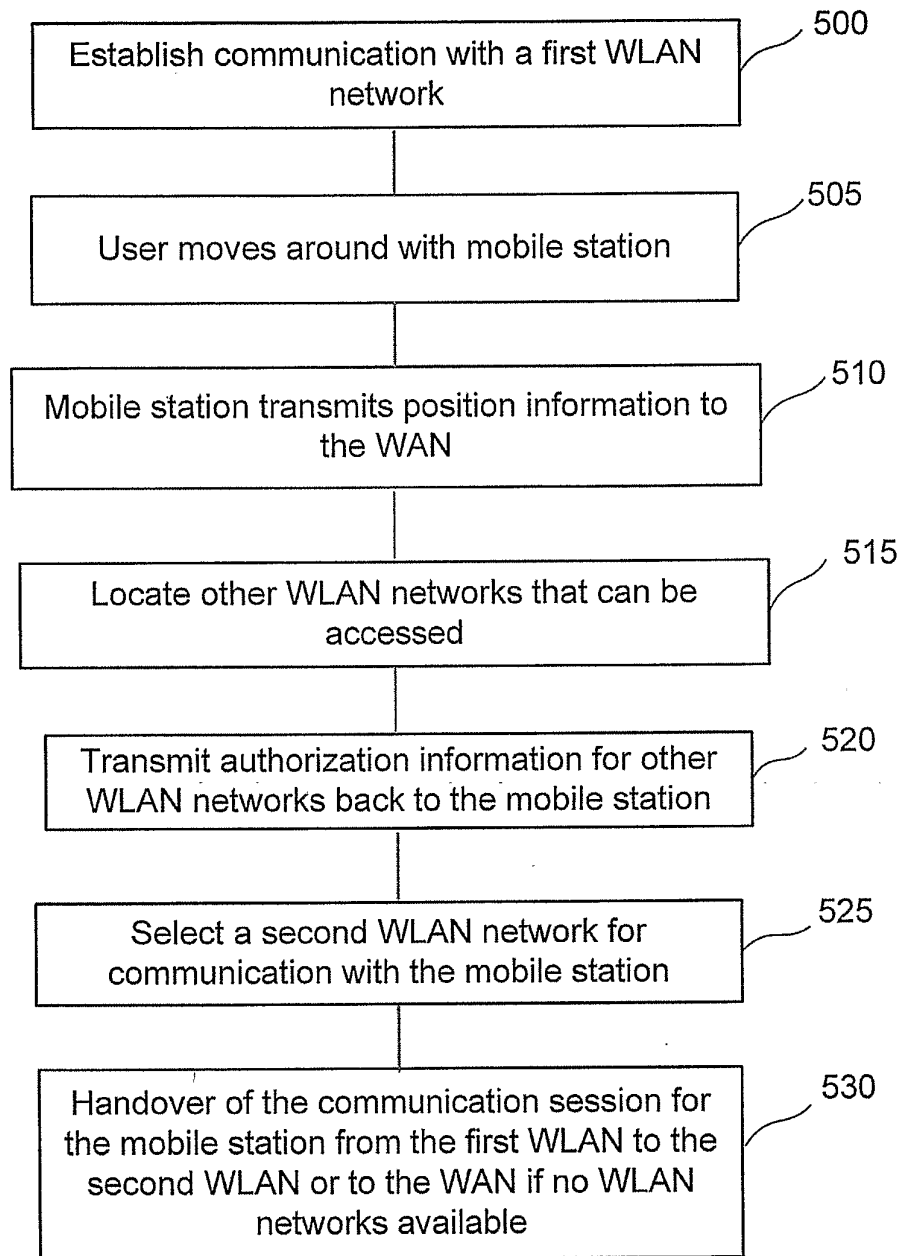 500
Establish communication with a first WLAN
network
505
User moves around with mobile station
510
Mobile station transmits position information to
the WAN
515
Locate other WLAN networks that can be
accessed
520
Transmit authorization information for other
WLAN networks back to the mobile station
525
Select a second WLAN network for
communication with the mobile station
530
Handover of the communication session for
the mobile station from the first WLAN to the
second WLAN or to the WAN if no WLAN
networks available